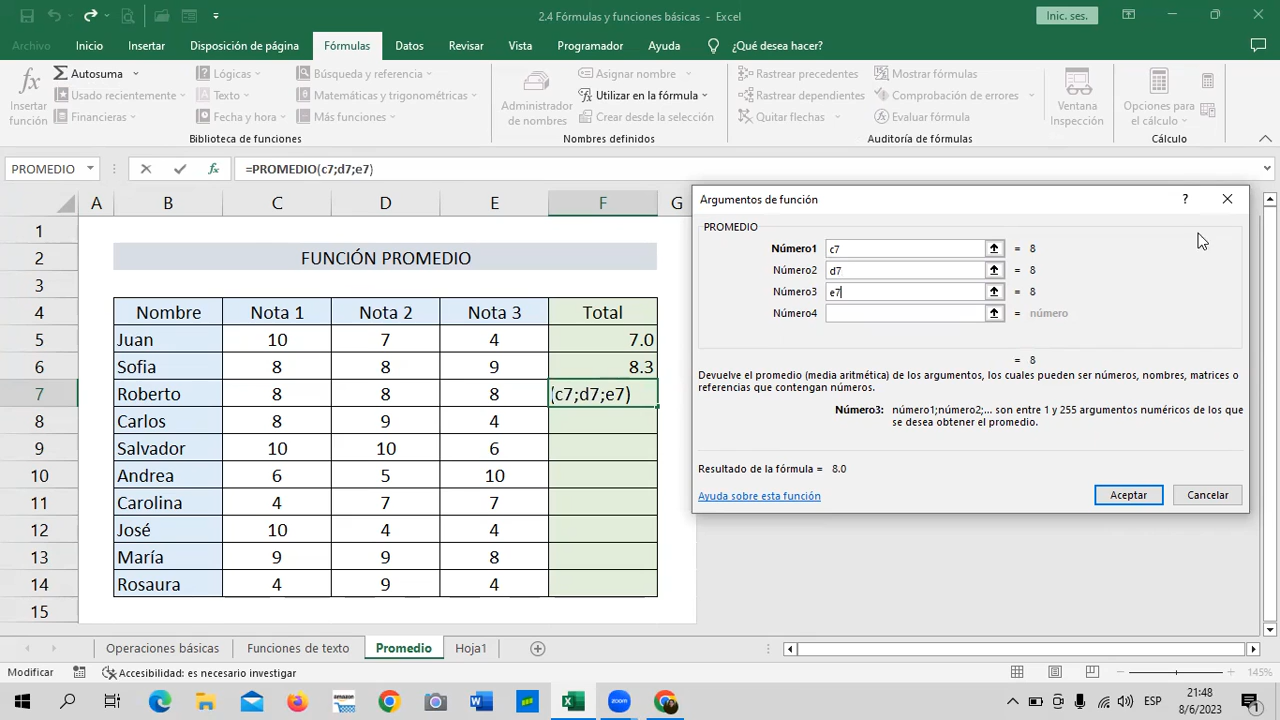 2.4 Fórmulas y funciones básicas - Excel
Inic. ses.
Archivo Inicio Insertar Disposición de página Fórmulas Datos Revisar Vista Programador Ayuda ¿Qué desea hacer?
Insertar función
Autosuma
Usado recientemente
Financieras
Lógicas
Texto
Fecha y hora
Búsqueda y referencia
Matemáticas y trigonométricas
Más funciones
Biblioteca de funciones
Administrador de nombres
Asignar nombre
Utilizar en la fórmula
Crear desde la selección
Nombres definidos
Rastrear precedentes
Rastrear dependientes
Quitar flechas
Mostrar fórmulas
Comprobación de errores
Evaluar fórmula
Auditoría de fórmulas
Ventana Inspección
Opciones para el cálculo
Cálculo
PROMEDIO fx =PROMEDIO(c7;d7;e7)
A B C D E F G
1
2 FUNCIÓN PROMEDIO
3
4 Nombre Nota 1 Nota 2 Nota 3 Total
5 Juan 10 7 4 7.0
6 Sofia 8 8 9 8.3
7 Roberto 8 8 8 (c7;d7;e7)
8 Carlos 8 9 4
9 Salvador 10 10 6
10 Andrea 6 5 10
11 Carolina 4 7 7
12 José 10 4 4
13 María 9 9 8
14 Rosaura 4 9 4
15
Argumentos de función ?
PROMEDIO
Número1 c7 = 8
Número2 d7 = 8
Número3 e7 = 8
Número4 = número
= 8
Devuelve el promedio (media aritmética) de los argumentos, los cuales pueden ser números, nombres, matrices o
referencias que contengan números.
Número3: número1;número2;... son entre 1 y 255 argumentos numéricos de los que
se desea obtener el promedio.
Resultado de la fórmula = 8.0
Ayuda sobre esta función Aceptar Cancelar
Operaciones básicas Funciones de texto Promedio Hoja1
Modificar Accesibilidad: es necesario investigar 145%
ESP
21:48
8/6/2023